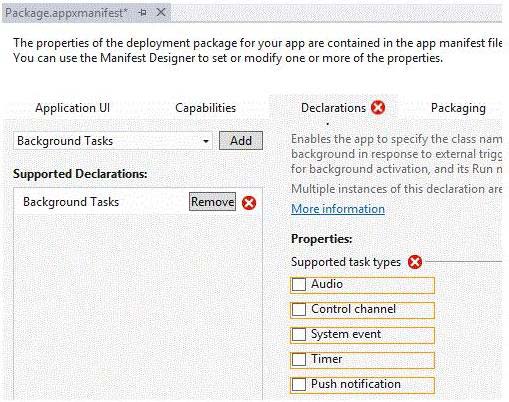 Package.appxmanifest*
The properties of the deployment package for your app are contained in the app manifest file
You can use the Manifest Designer to set or modify one or more of the properties.
Application UI Capabilities Declarations Packaging
Background Tasks Add
Supported Declarations:
Background Tasks Remove
Enables the app to specify the class nam
background in response to external trigg
for background activation, and its Run n
Multiple instances of this declaration are
More information
Properties:
Supported task types
Audio
Control channel
System event
Timer
Push notification